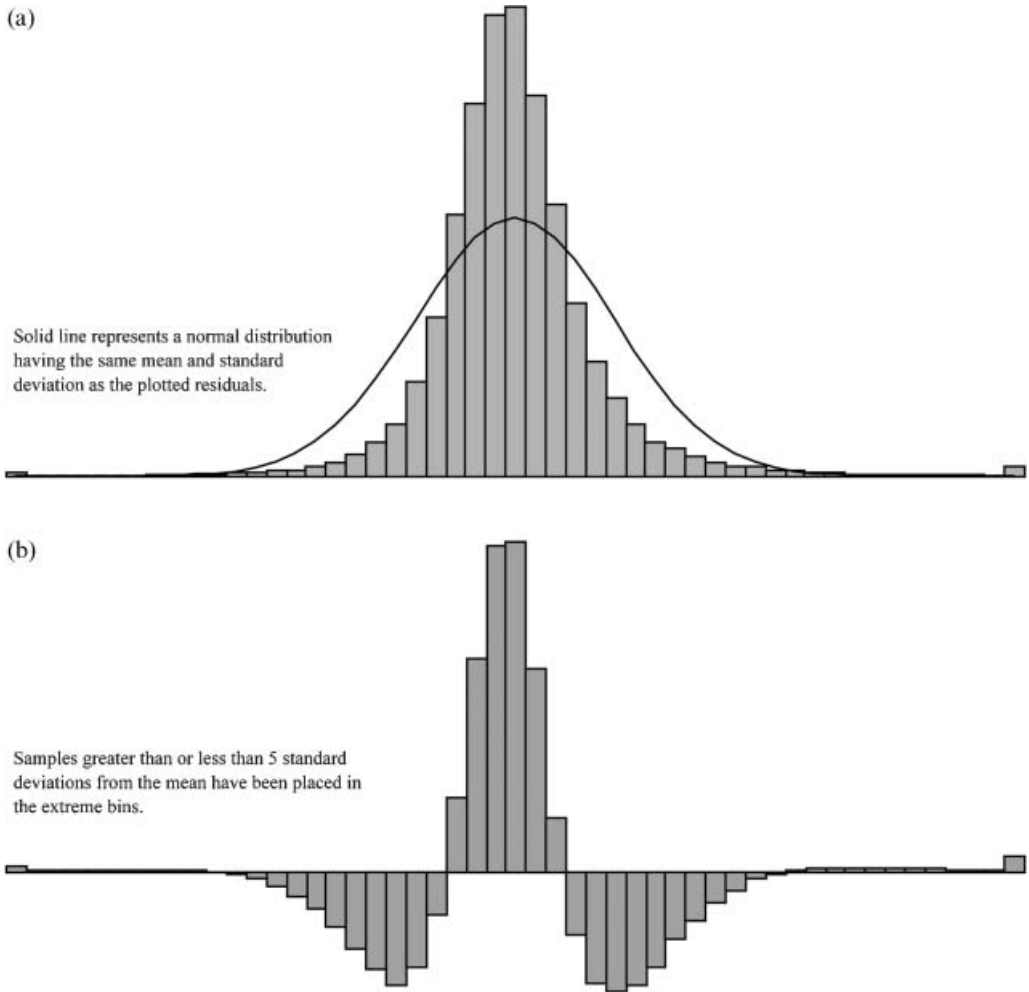 (a)
Solid line represents a normal distribution
having the same mean and standard
deviation as the plotted residuals.
(b)
Samples greater than or less than 5 standard
deviations from the mean have been placed in
the extreme bins.